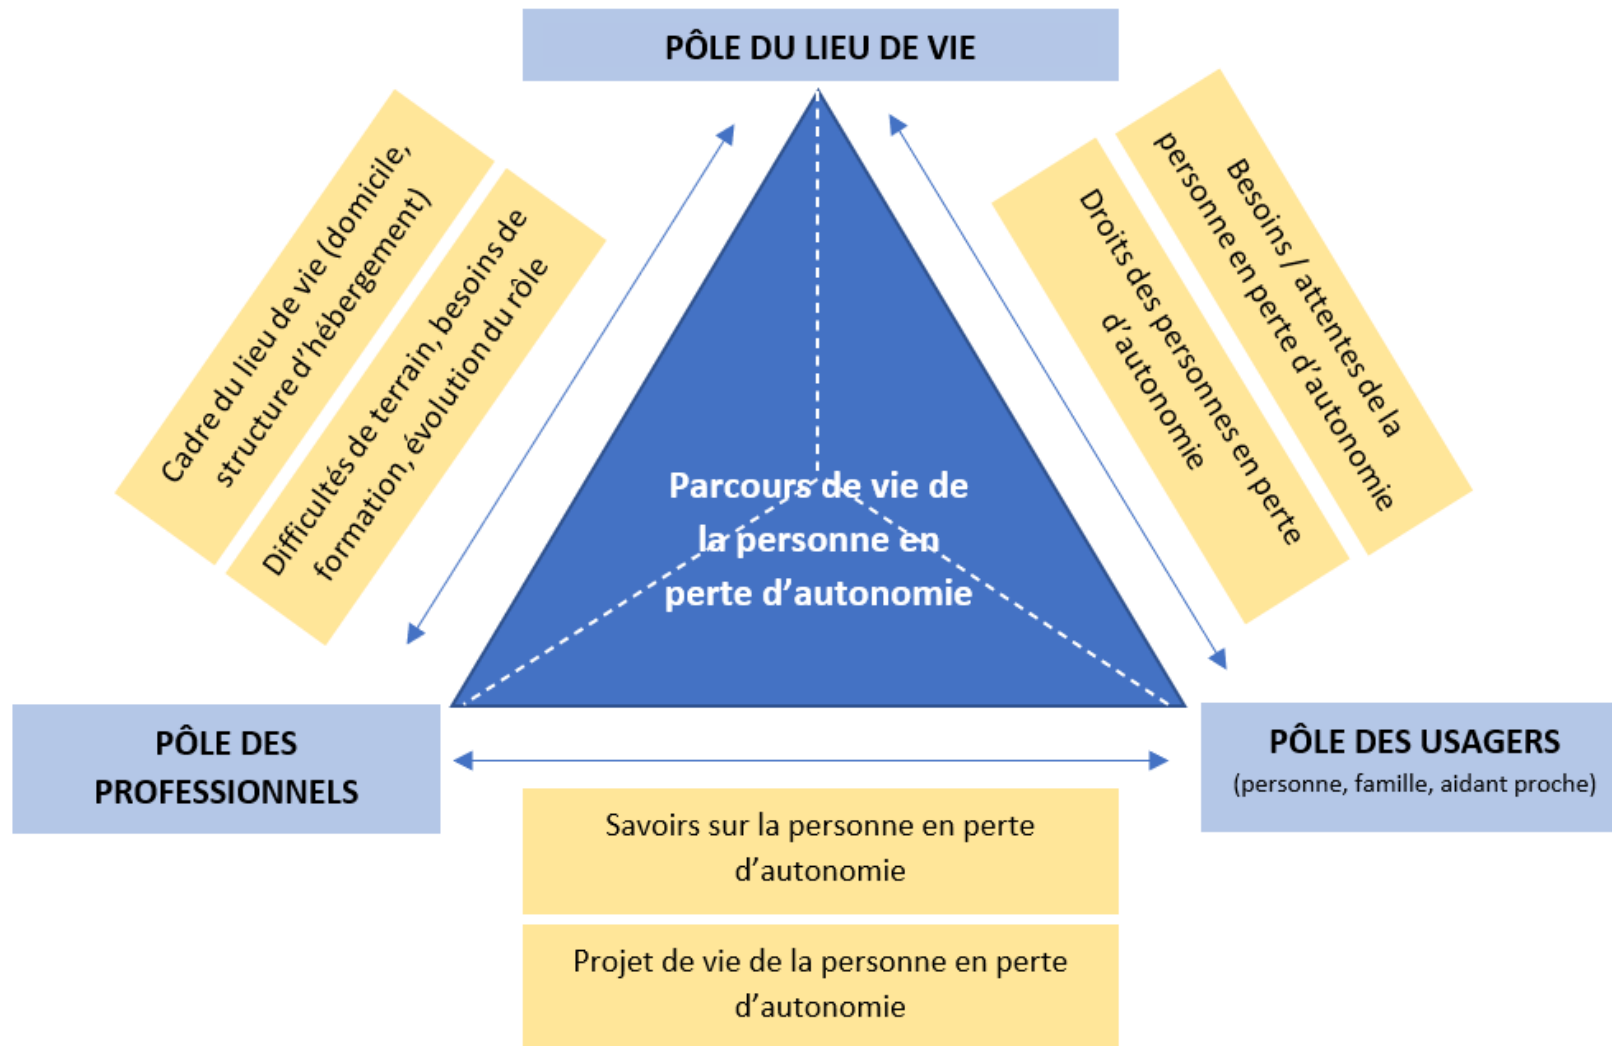 PÔLE DU LIEU DE VIE
Cadre du lieu de vie (domicile,
structure d'hébergement)
Difficultés de terrain, besoins de
formation, évolution du rôle
Besoins / attentes de la
personne en perte d'autonomie
Droits des personnes en perte
d'autonomie
Parcours de vie de
la personne en
perte d'autonomie
PÔLE DES
PROFESSIONNELS
PÔLE DES USAGERS
(personne, famille, aidant proche)
Savoirs sur la personne en perte
d'autonomie
Projet de vie de la personne en perte
d'autonomie